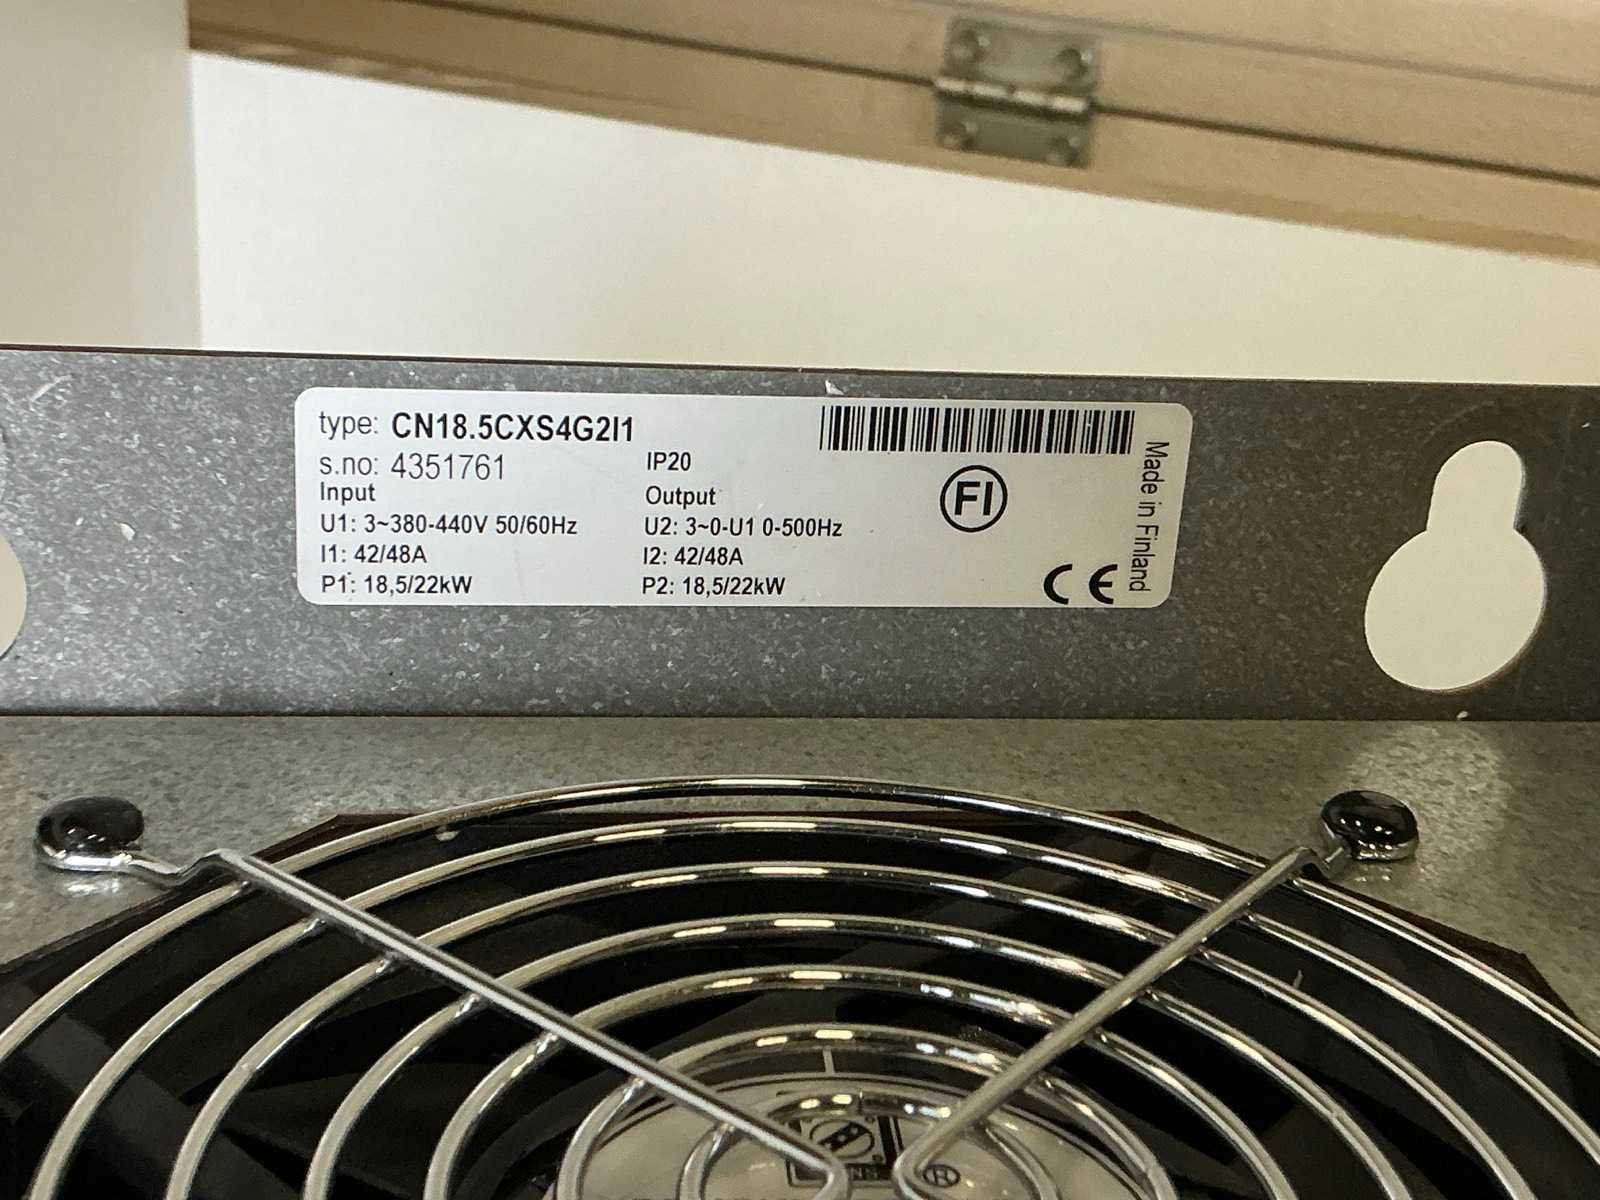 type: CN18.5CXS4G2I1
s.no: 4351761
IP20
Input
Output
U1: 3~380-440V 50/60Hz
U2: 3~0-U1 0-500Hz
I1: 42/48A
I2: 42/48A
P1: 18,5/22kW
P2: 18,5/22kW
FI
CE
Made in Finland
®